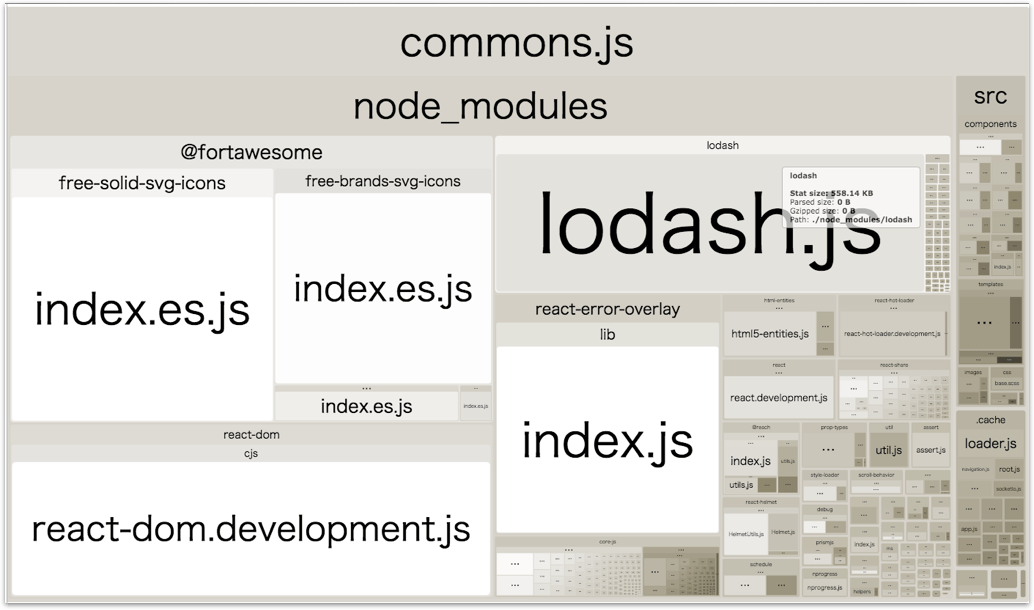 commons.js
node_modules
src
components
@fortawesome
lodash
free-solid-svg-icons
free-brands-svg-icons
lodash
Stat size: 558.14 KB
Parsed size: 0 B
Gzipped size: 0 B
Path: ./node_modules/lodash
lodash.js
index.es.js
index.es.js
index.js
templates
...
react-error-overlay
lib
html-entities
...
react-hot-loader
...
html5-entities.js
react-hot-loader.development.js
react
...
react-share
...
react.development.js
images
css
base.scss
...
index.es.js
index.es.js
react-dom
cjs
react-dom.development.js
index.js
@reach
...
prop-types
util
assert
index.js
utils.js
utils.js
...
util.js
assert.js
style-loader
scroll-behavior
react-helmet
...
HelmetUtils.js
Helmet.js
debug
prismjs
index.js
schedule
...
nprogress
nprogress.js
helpers
core-js
...
.cache
loader.js
navigation.js
root.js
socketIo.js
app.js